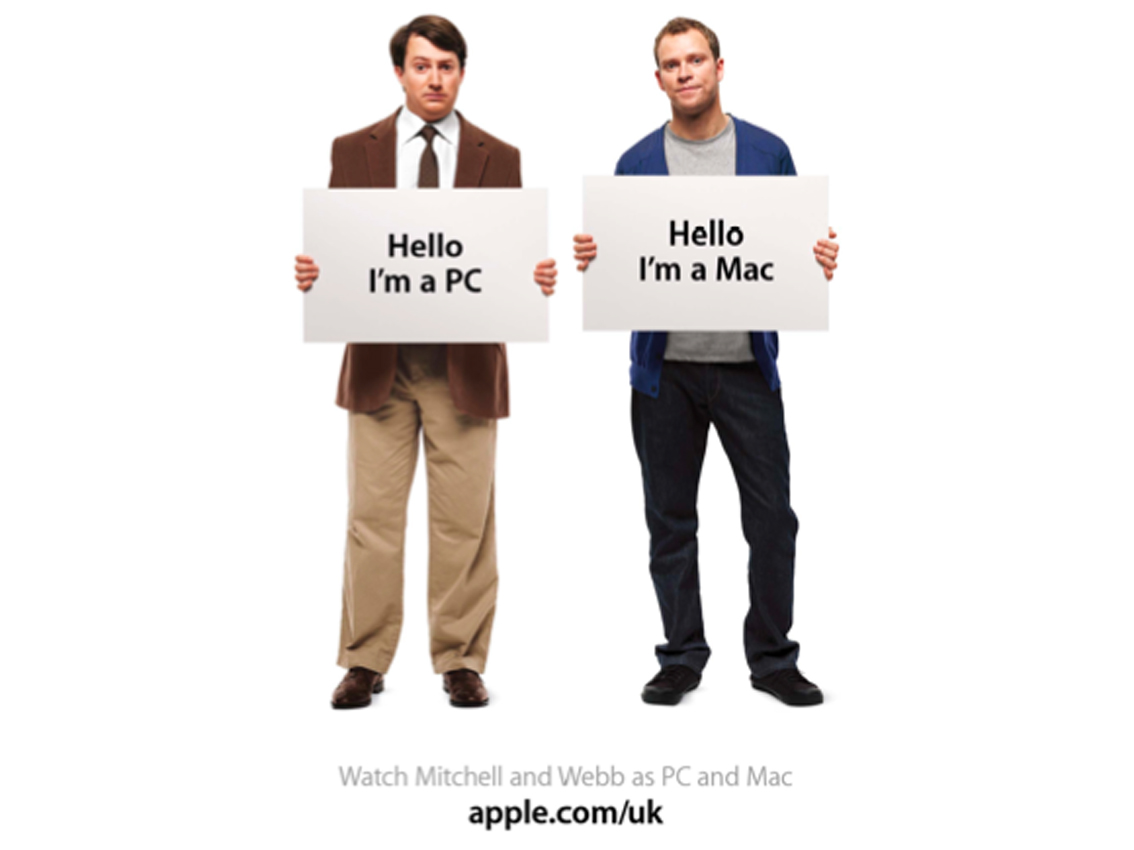 Hello
I'm a PC
Hello
I'm a Mac
Watch Mitchell and Webb as PC and Mac
apple.com/uk